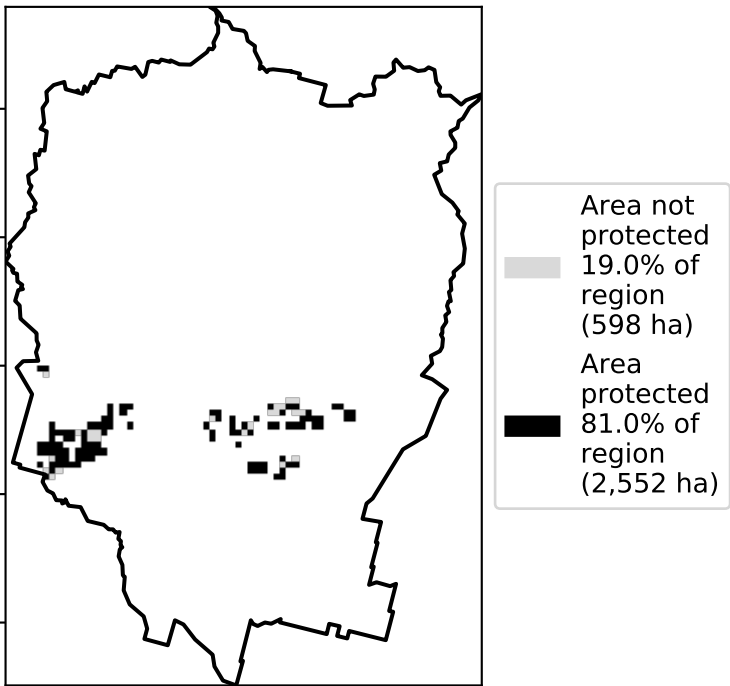 Area not
protected
19.0% of
region
(598 ha)
Area
protected
81.0% of
region
(2,552 ha)